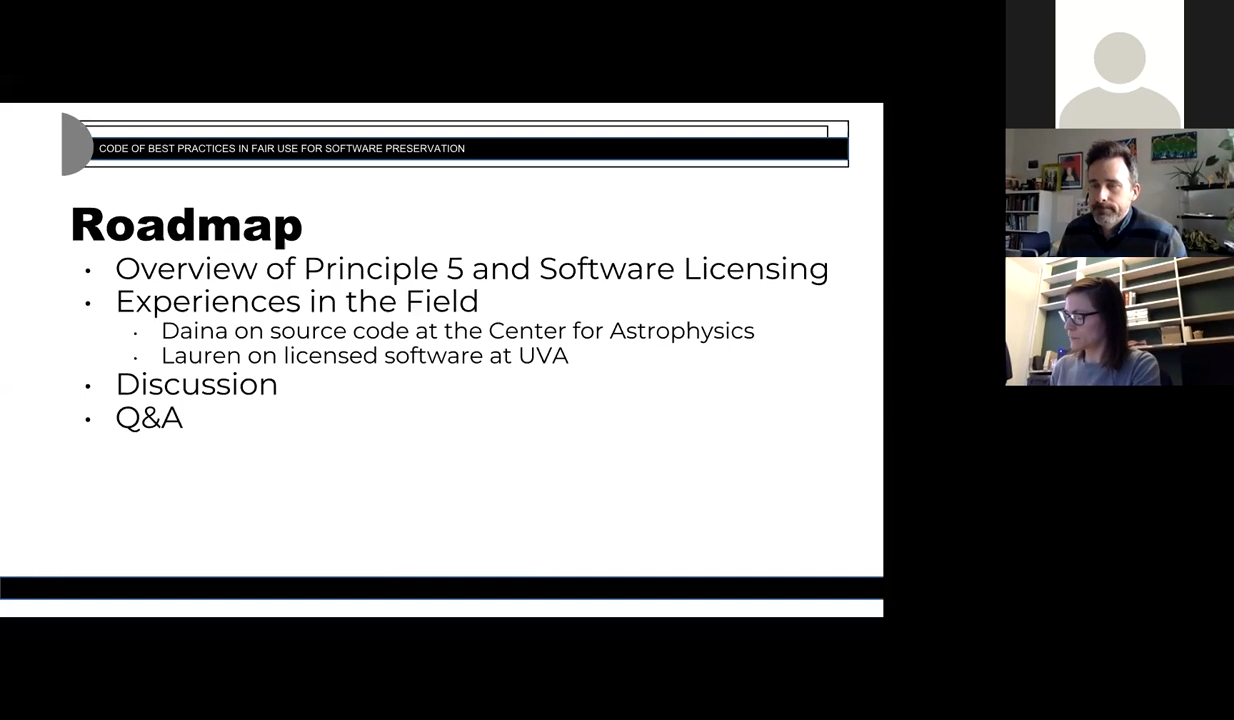 CODE OF BEST PRACTICES IN FAIR USE FOR SOFTWARE PRESERVATION
Roadmap
• Overview of Principle 5 and Software Licensing
• Experiences in the Field
• Daina on source code at the Center for Astrophysics
• Lauren on licensed software at UVA
• Discussion
• Q&A